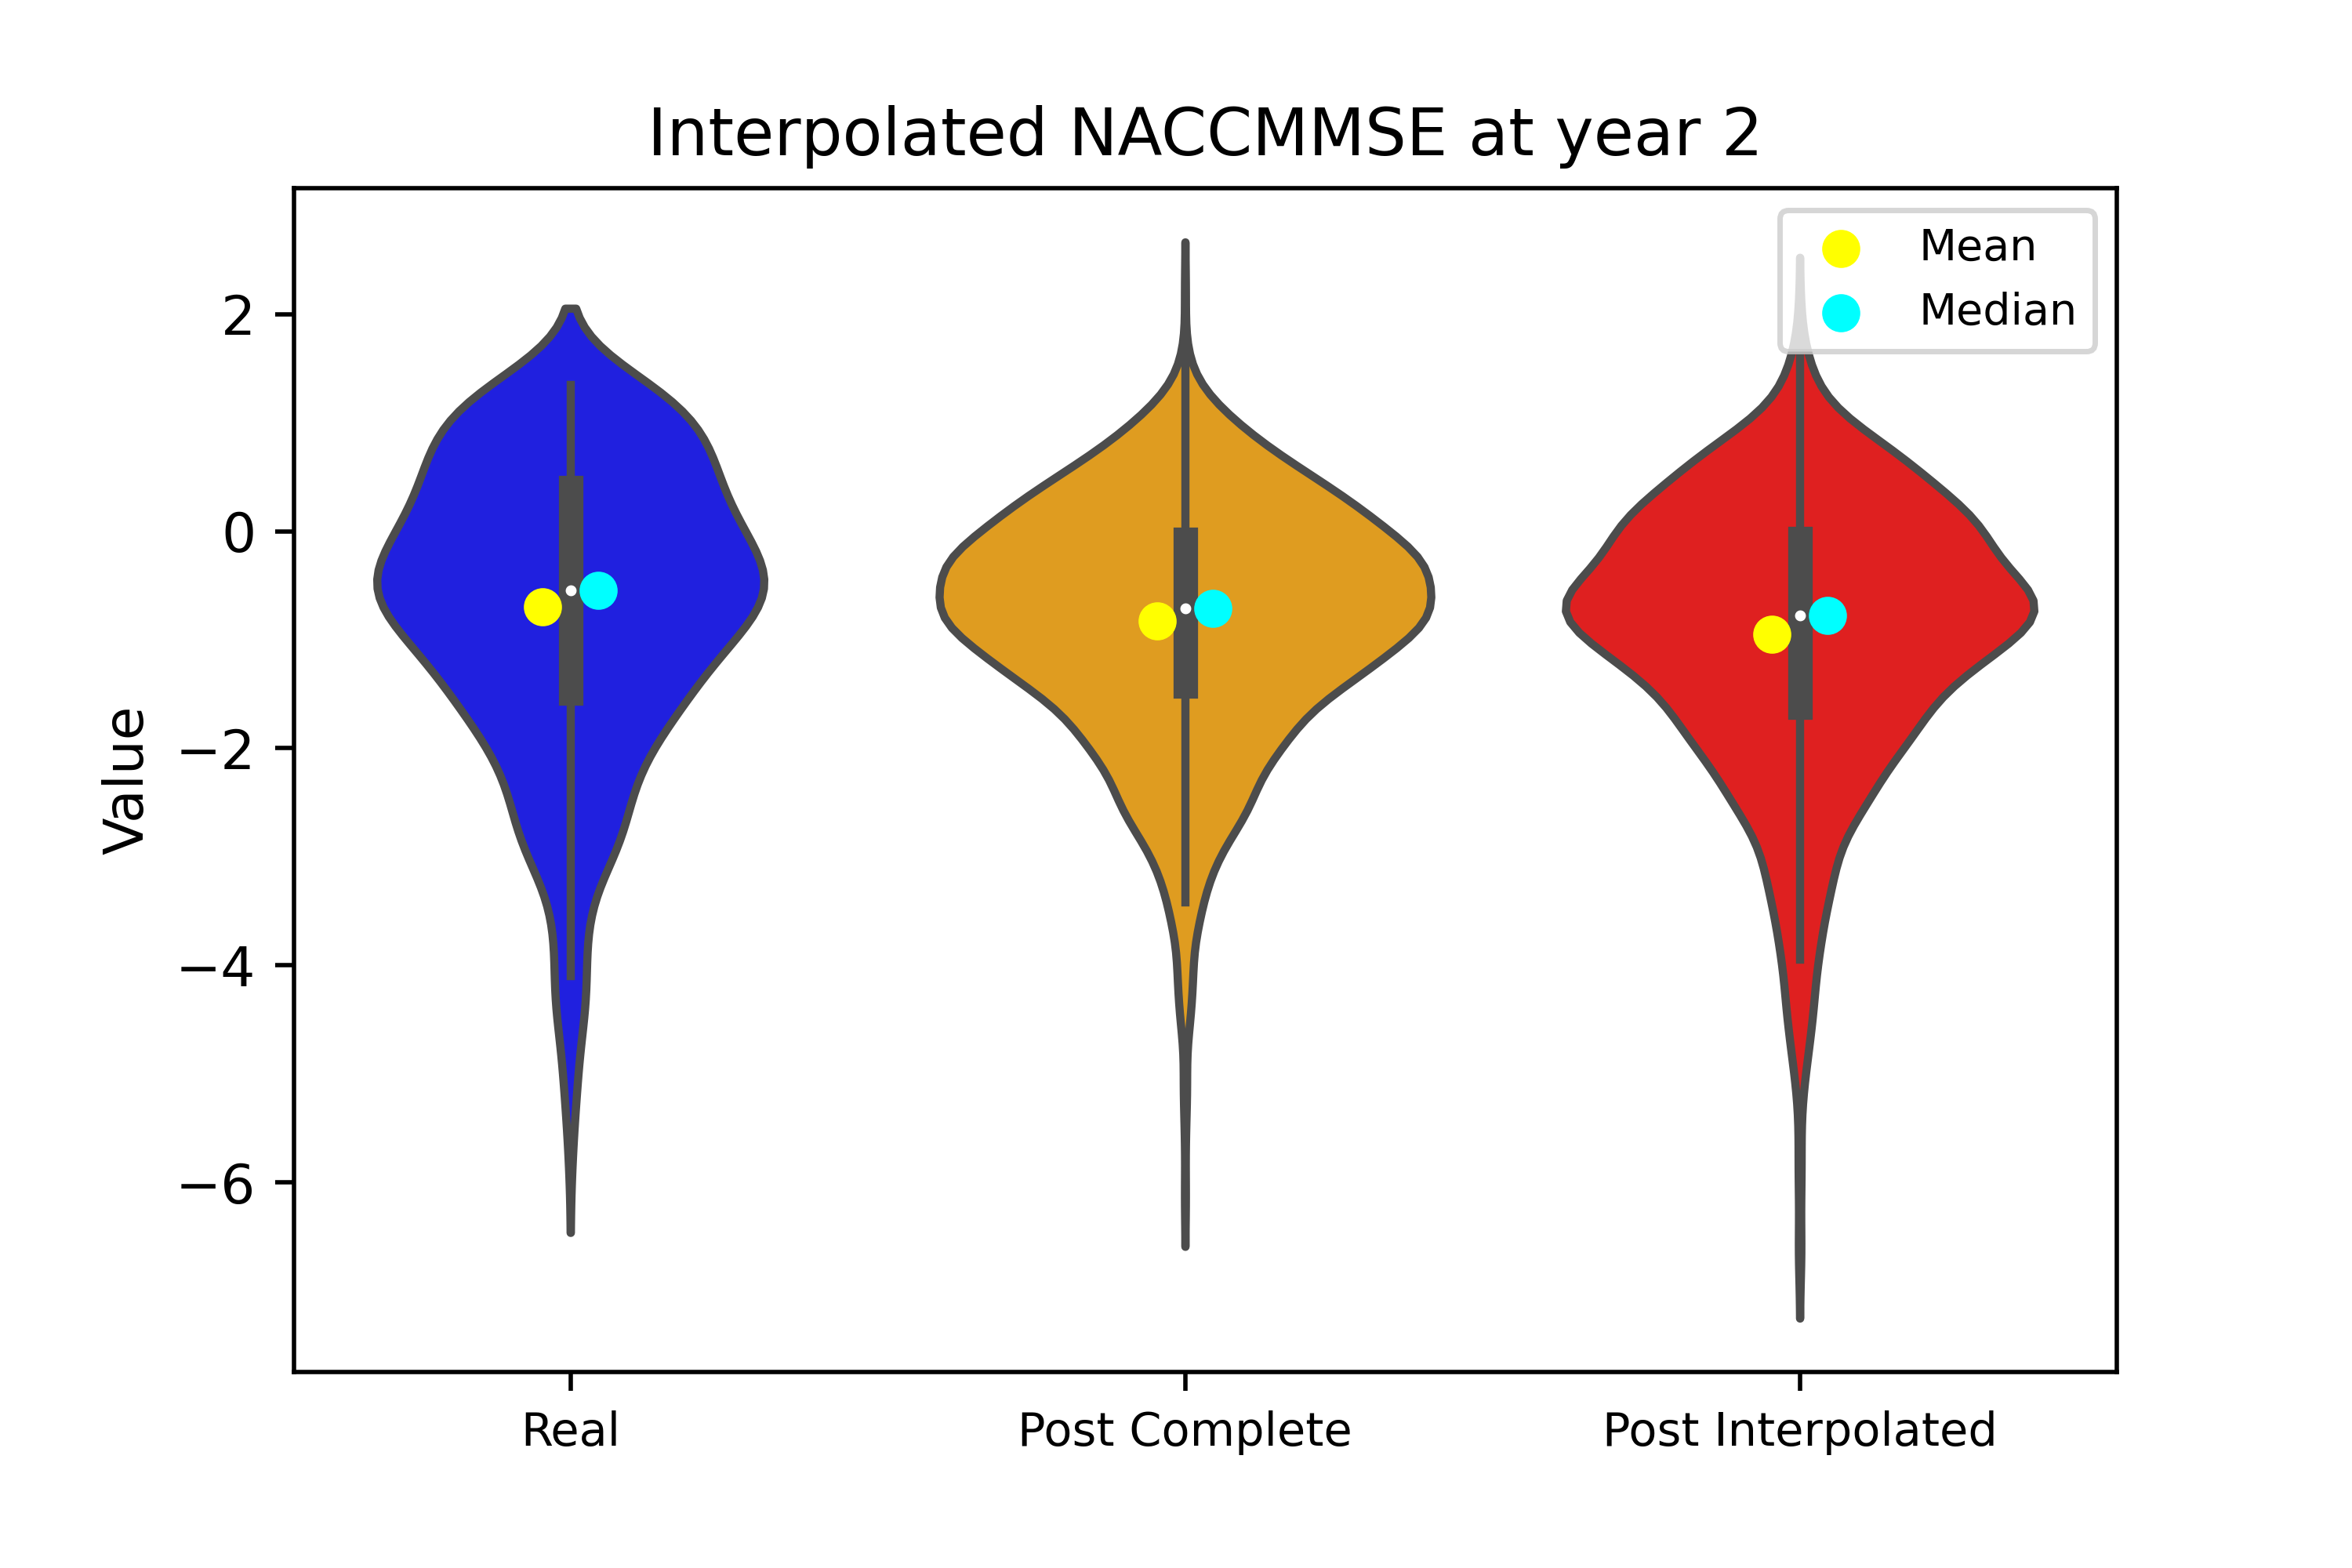 Interpolated NACCMMSE at year 2
Mean
Median
2
0
−2
−4
−6
Value
Real
Post Complete
Post Interpolated